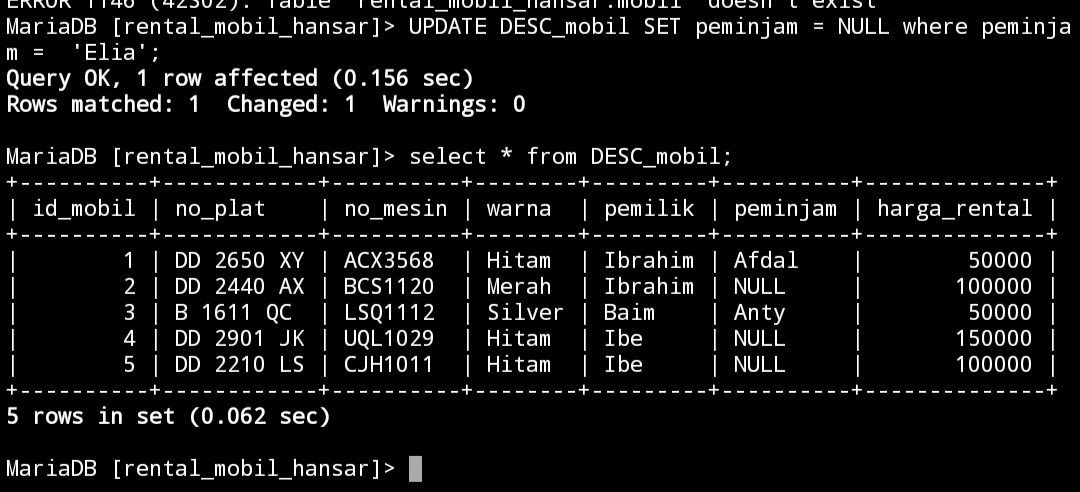 ERROR 1146 (42S02): Table 'rental_mobil_hansar.mobil' doesn't exist
MariaDB [rental_mobil_hansar]> UPDATE DESC_mobil SET peminjam = NULL where peminja
m =  'Elia';
Query OK, 1 row affected (0.156 sec)
Rows matched: 1  Changed: 1  Warnings: 0

MariaDB [rental_mobil_hansar]> select * from DESC_mobil;
+----------+------------+----------+--------+---------+----------+--------------+
| id_mobil | no_plat    | no_mesin | warna  | pemilik | peminjam | harga_rental |
+----------+------------+----------+--------+---------+----------+--------------+
|        1 | DD 2650 XY | ACX3568  | Hitam  | Ibrahim | Afdal    |        50000 |
|        2 | DD 2440 AX | BCS1120  | Merah  | Ibrahim | NULL     |       100000 |
|        3 | B 1611 QC  | LSQ1112  | Silver | Baim    | Anty     |        50000 |
|        4 | DD 2901 JK | UQL1029  | Hitam  | Ibe     | NULL     |       150000 |
|        5 | DD 2210 LS | CJH1011  | Hitam  | Ibe     | NULL     |       100000 |
+----------+------------+----------+--------+---------+----------+--------------+
5 rows in set (0.062 sec)

MariaDB [rental_mobil_hansar]>